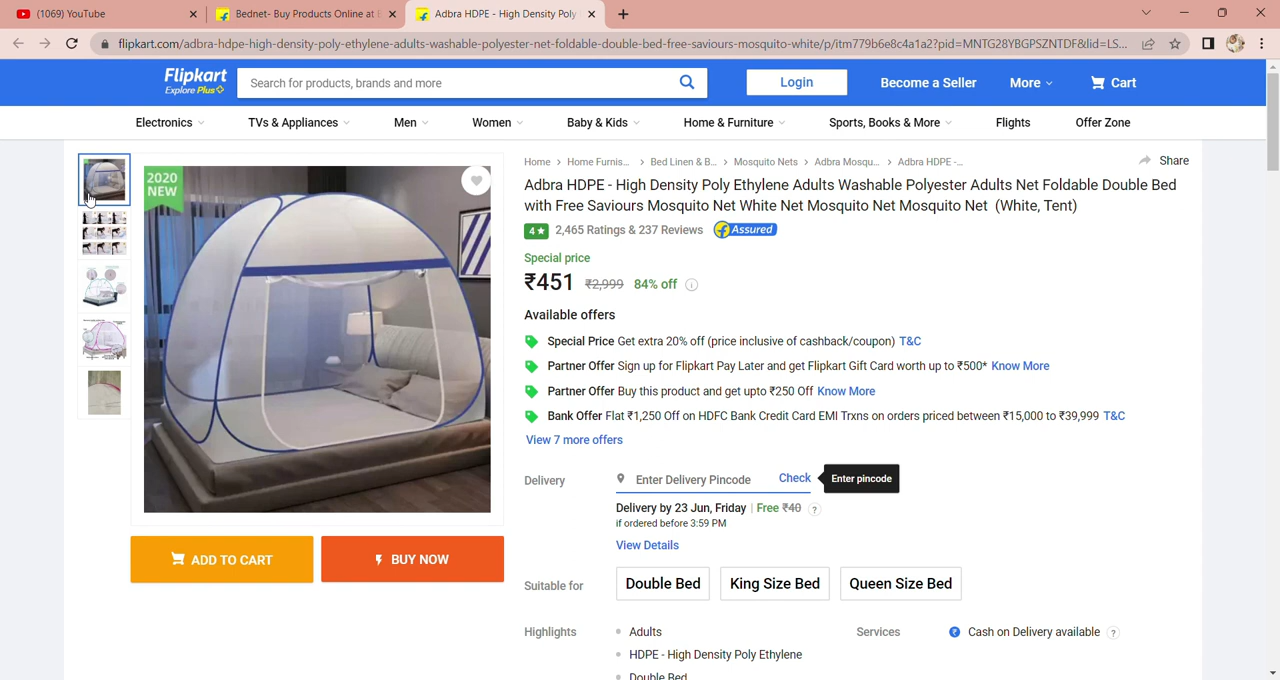 (1069) YouTube
Bednet- Buy Products Online at
Adbra HDPE - High Density Poly
flipkart.com/adbra-hdpe-high-density-poly-ethylene-adults-washable-polyester-net-foldable-double-bed-free-saviours-mosquito-white/p/itm779b6e8c4a1a2?pid=MNTG28YBGPSZNTDF&lid=LS...
Flipkart
Explore Plus
Search for products, brands and more
Login
Become a Seller
More
Cart
Electronics
TVs & Appliances
Men
Women
Baby & Kids
Home & Furniture
Sports, Books & More
Flights
Offer Zone
Home > Home Furnis... > Bed Linen & B... > Mosquito Nets > Adbra Mosqu... > Adbra HDPE -...
Share
2020
NEW
Adbra HDPE - High Density Poly Ethylene Adults Washable Polyester Adults Net Foldable Double Bed
with Free Saviours Mosquito Net White Net Mosquito Net Mosquito Net (White, Tent)
4★ 2,465 Ratings & 237 Reviews Assured
Special price
₹451 ₹2,999 84% off
Available offers
Special Price Get extra 20% off (price inclusive of cashback/coupon) T&C
Partner Offer Sign up for Flipkart Pay Later and get Flipkart Gift Card worth up to ₹500* Know More
Partner Offer Buy this product and get upto ₹250 Off Know More
Bank Offer Flat ₹1,250 Off on HDFC Bank Credit Card EMI Trxns on orders priced between ₹15,000 to ₹39,999 T&C
View 7 more offers
Delivery
Enter Delivery Pincode
Check
Enter pincode
Delivery by 23 Jun, Friday | Free ₹40 ?
if ordered before 3:59 PM
View Details
ADD TO CART
BUY NOW
Suitable for
Double Bed
King Size Bed
Queen Size Bed
Highlights
Adults
HDPE - High Density Poly Ethylene
Double Bed
Services
Cash on Delivery available ?